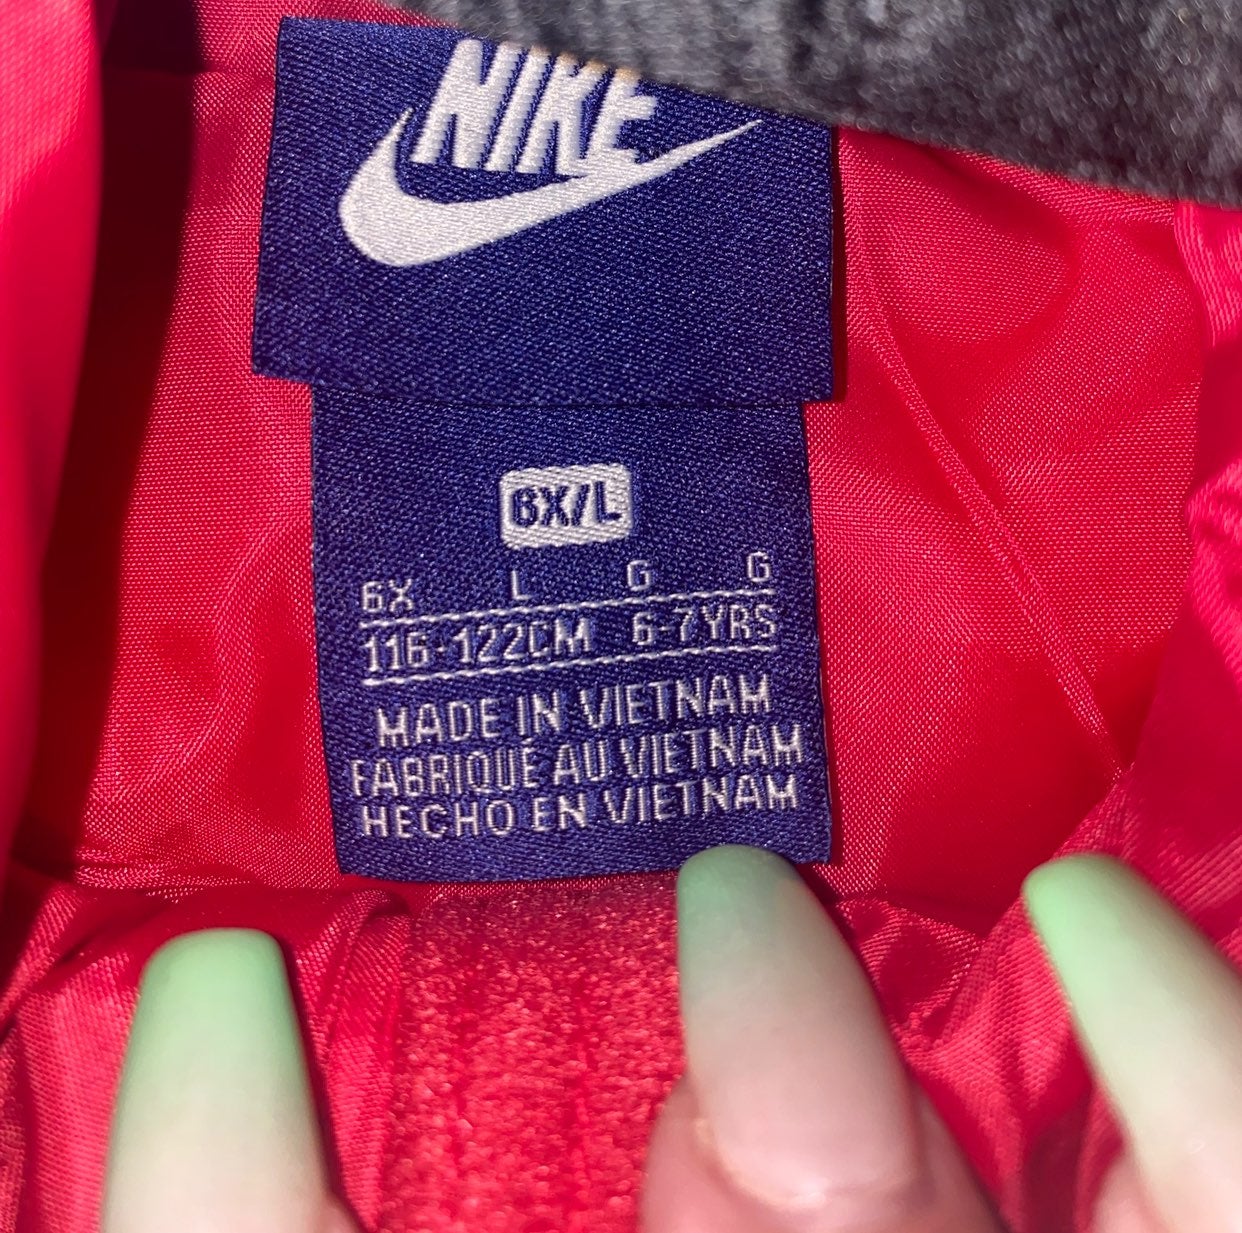 NIKE
6X/L
6X L G G
116-122CM 6-7YRS
MADE IN VIETNAM
FABRIQUÉ AU VIETNAM
HECHO EN VIETNAM